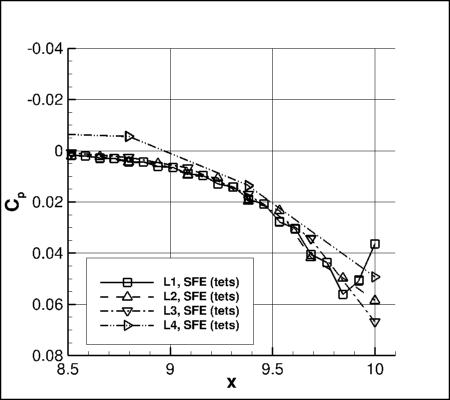 -0.04
-0.02
0
0.02
0.04
0.06
0.08
Cp
L1, SFE (tets)
L2, SFE (tets)
L3, SFE (tets)
L4, SFE (tets)
8.5 9 9.5 10
x